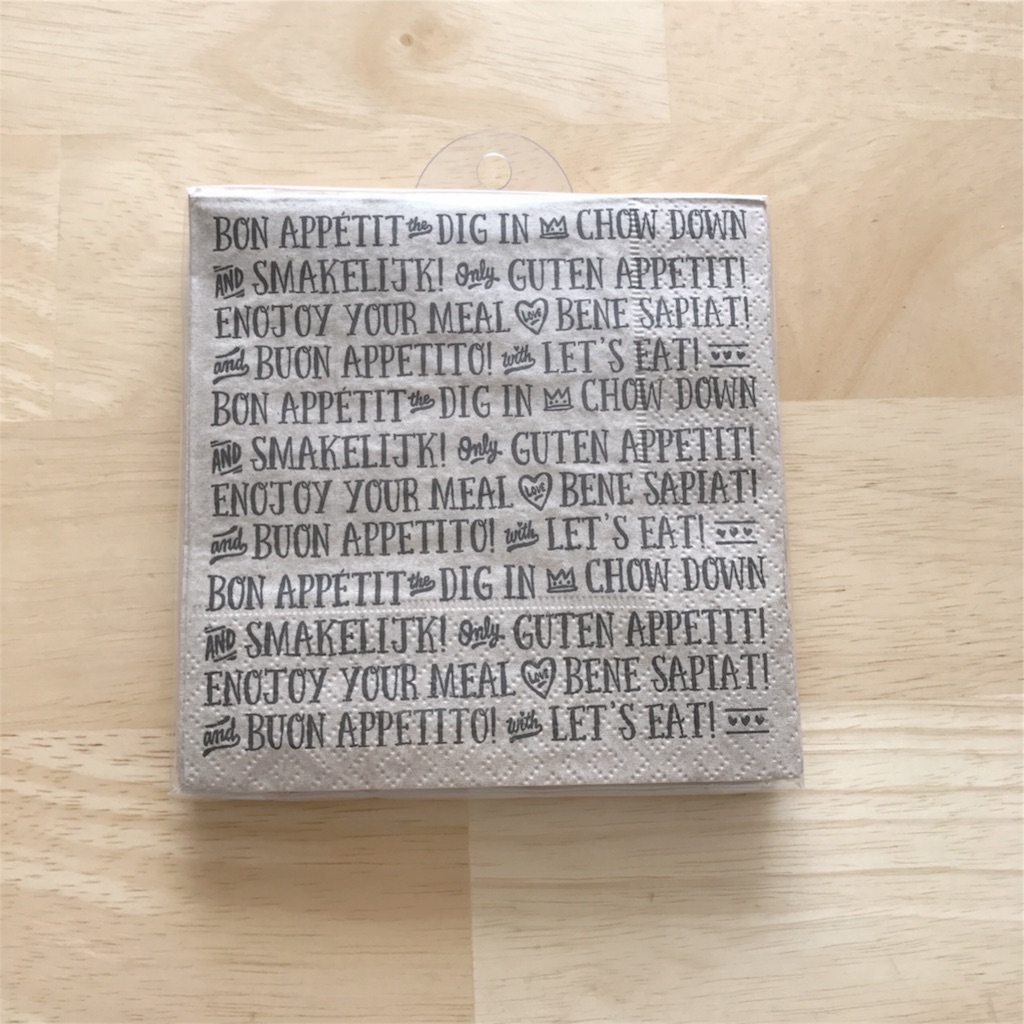 BON APPÉTIT the DIG IN CHOW DOWN
AND SMAKELIJK! Only GUTEN APPETIT!
ENOJOY YOUR MEAL LOVE BENE SAPIAT!
and BUON APPETITO! with LET'S EAT!
BON APPÉTIT the DIG IN CHOW DOWN
AND SMAKELIJK! Only GUTEN APPETIT!
ENOJOY YOUR MEAL LOVE BENE SAPIAT!
and BUON APPETITO! with LET'S EAT!
BON APPÉTIT the DIG IN CHOW DOWN
AND SMAKELIJK! Only GUTEN APPETIT!
ENOJOY YOUR MEAL LOVE BENE SAPIAT!
and BUON APPETITO! with LET'S EAT!